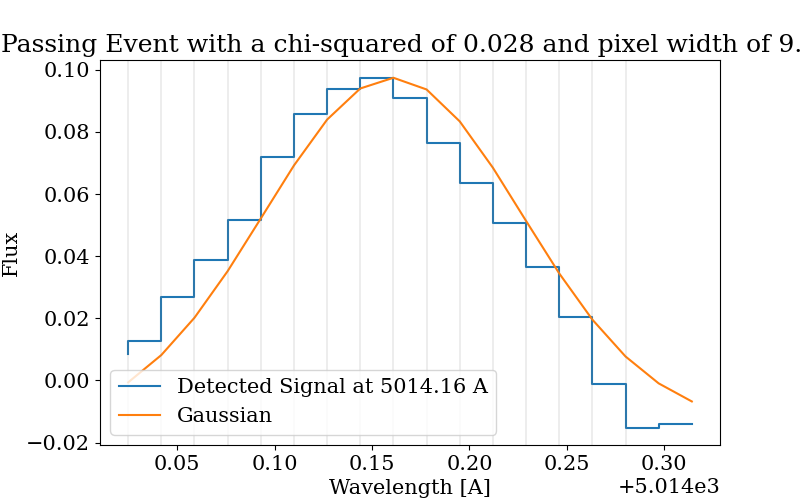 Passing Event with a chi-squared of 0.028 and pixel width of 9.
0.10
0.08
0.06
0.04
0.02
0.00
−0.02
Flux
Detected Signal at 5014.16 A
Gaussian
0.05 0.10 0.15 0.20 0.25 0.30
+5.014e3
Wavelength [A]